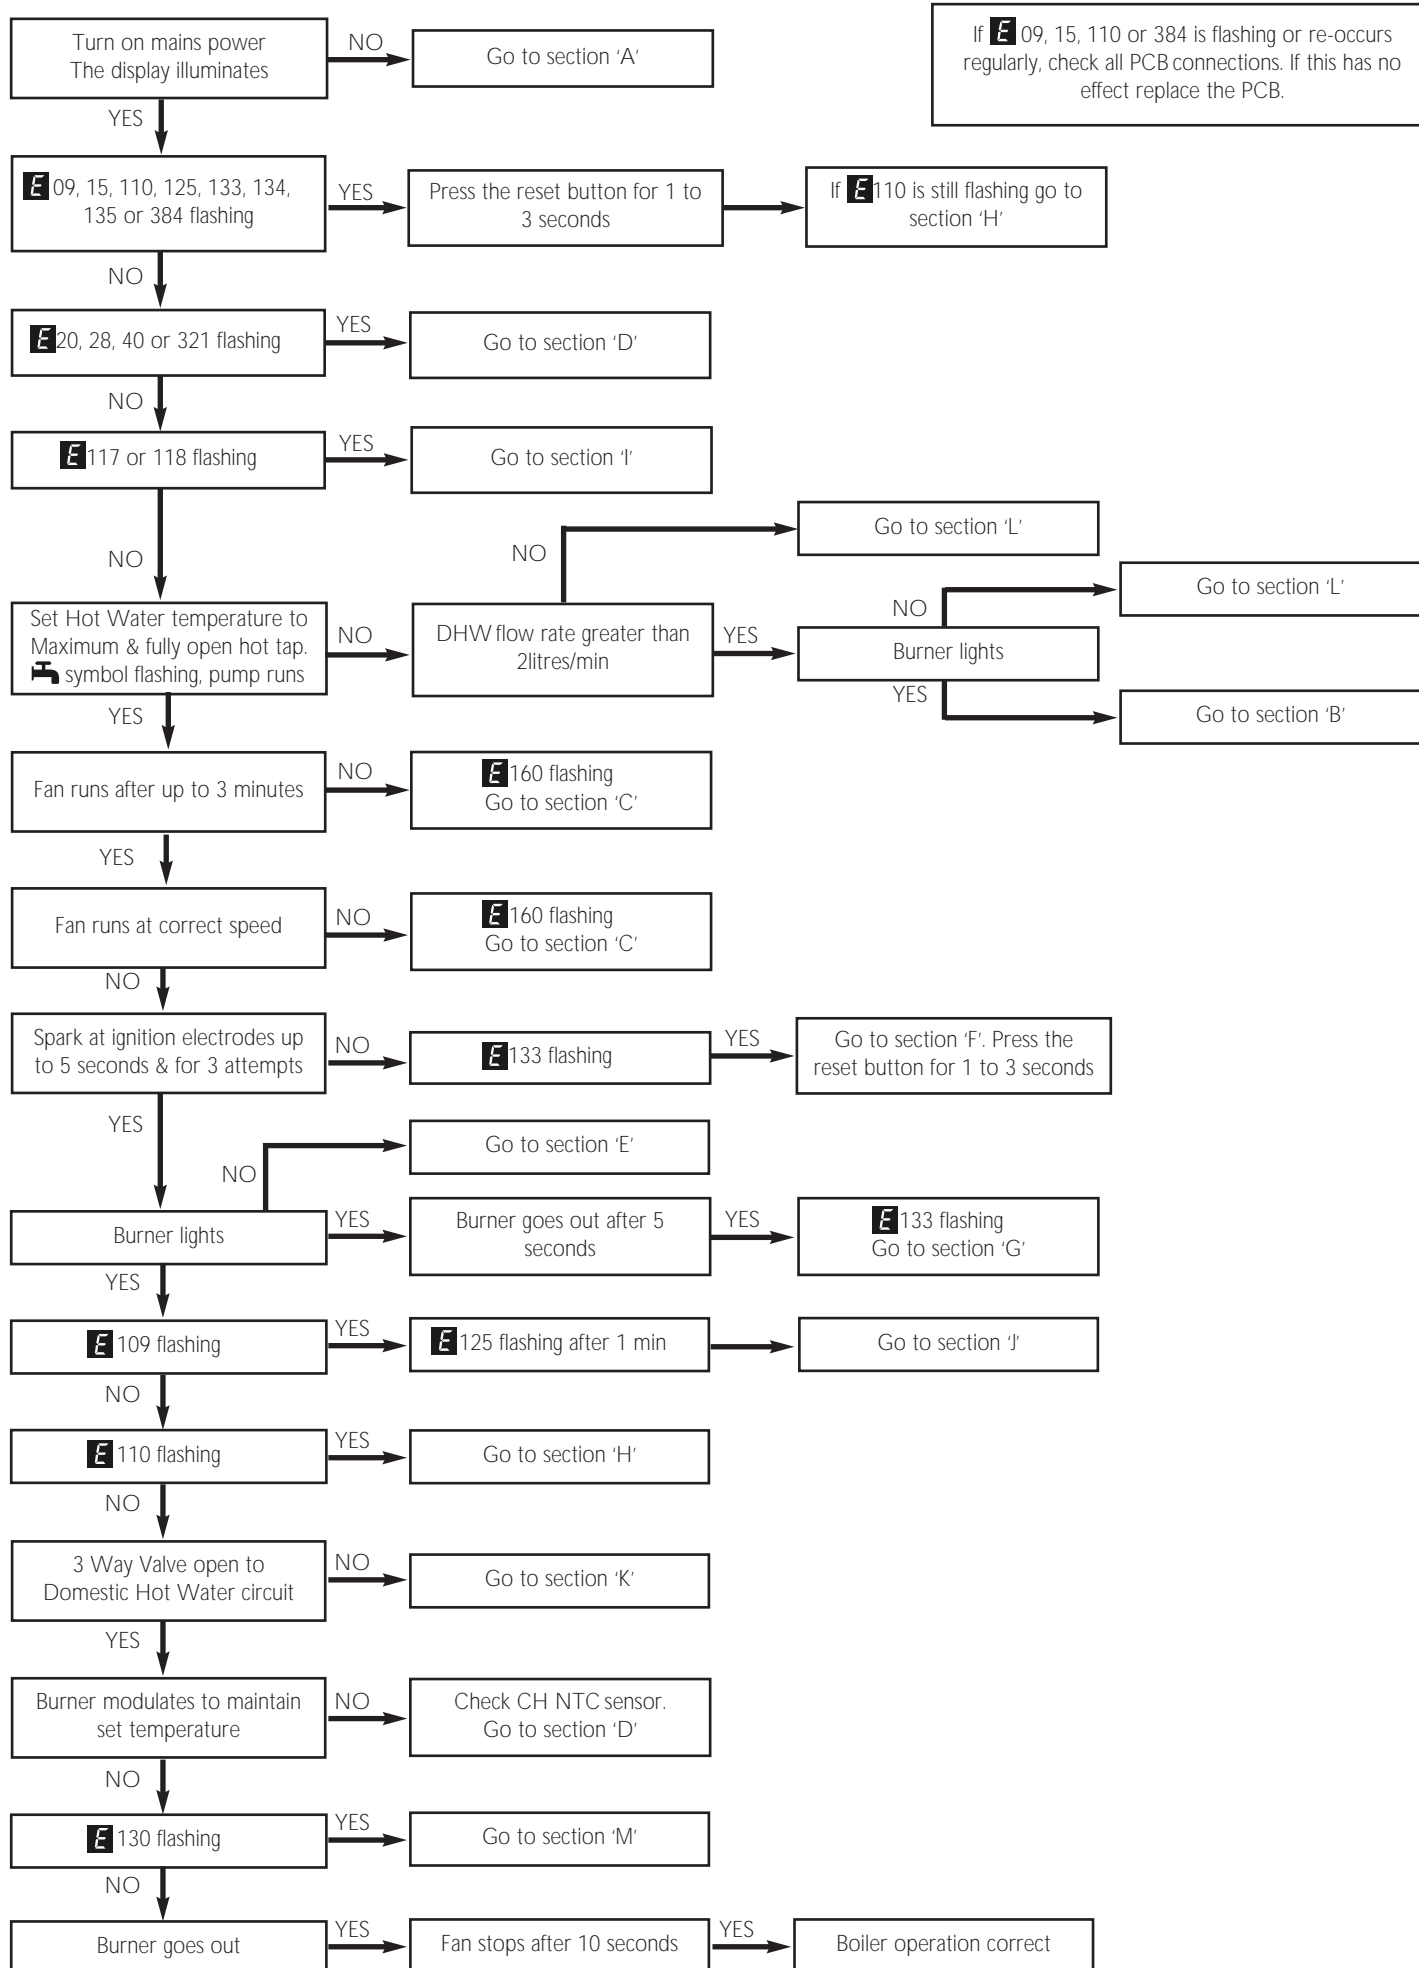 Turn on mains power
The display illuminates
NO
Go to section ‘A’
If E 09, 15, 110 or 384 is flashing or re-occurs
regularly, check all PCB connections. If this has no
effect replace the PCB.
YES
E 09, 15, 110, 125, 133, 134,
135 or 384 flashing
YES
Press the reset button for 1 to
3 seconds
If E 110 is still flashing go to
section ‘H’
NO
E 20, 28, 40 or 321 flashing
YES
Go to section ‘D’
NO
E 117 or 118 flashing
YES
Go to section ‘I’
NO
Set Hot Water temperature to
Maximum & fully open hot tap.
symbol flashing, pump runs
NO
DHW flow rate greater than
2litres/min
NO
Go to section ‘L’
YES
Burner lights
NO
Go to section ‘L’
YES
Go to section ‘B’
YES
Fan runs after up to 3 minutes
NO
E 160 flashing
Go to section ‘C’
YES
Fan runs at correct speed
NO
E 160 flashing
Go to section ‘C’
NO
Spark at ignition electrodes up
to 5 seconds & for 3 attempts
NO
E 133 flashing
YES
Go to section ‘F’. Press the
reset button for 1 to 3 seconds
YES
Burner lights
NO
Go to section ‘E’
YES
Burner goes out after 5
seconds
YES
E 133 flashing
Go to section ‘G’
YES
E 109 flashing
YES
E 125 flashing after 1 min
Go to section ‘J’
NO
E 110 flashing
YES
Go to section ‘H’
NO
3 Way Valve open to
Domestic Hot Water circuit
NO
Go to section ‘K’
YES
Burner modulates to maintain
set temperature
NO
Check CH NTC sensor.
Go to section ‘D’
NO
E 130 flashing
YES
Go to section ‘M’
NO
Burner goes out
YES
Fan stops after 10 seconds
YES
Boiler operation correct